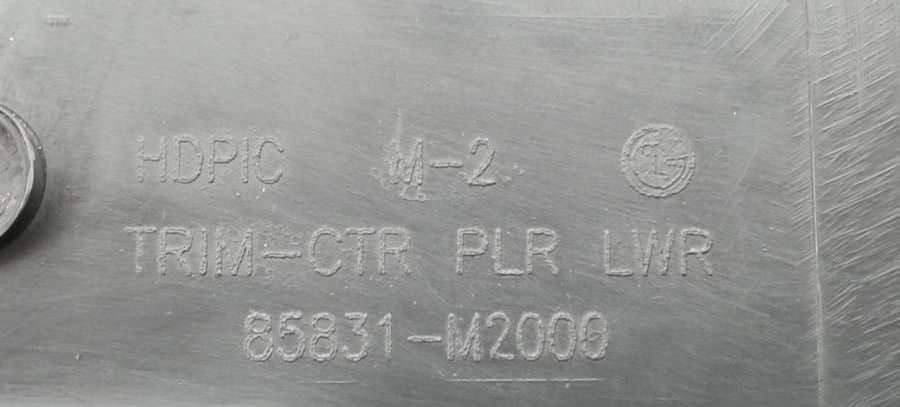 HDPIC M-2
TRIM-CTR PLR LWR
85831-M2000